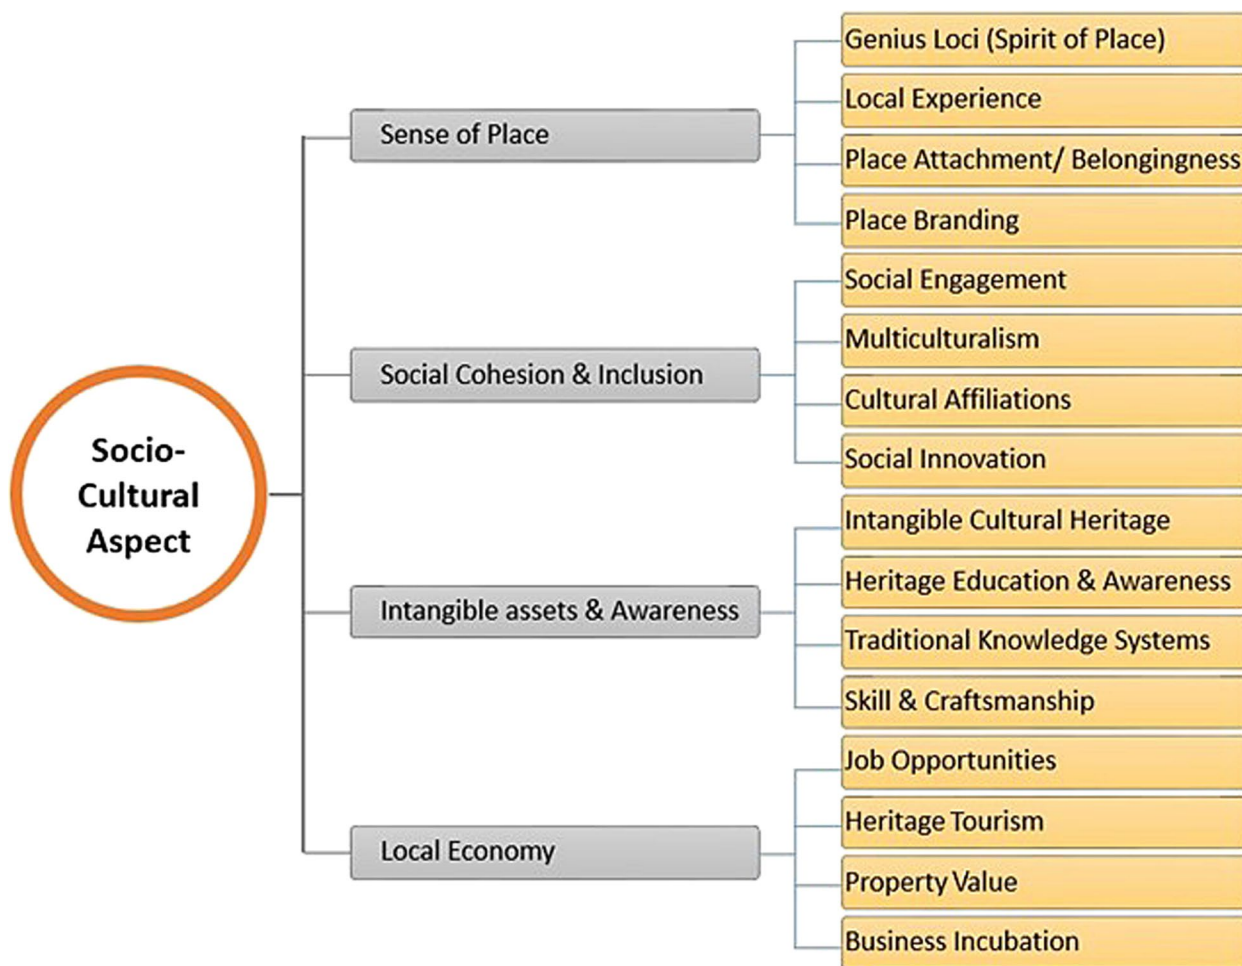 Genius Loci (Spirit of Place)
Local Experience
Sense of Place
Place Attachment/ Belongingness
Place Branding
Social Engagement
Multiculturalism
Social Cohesion & Inclusion
Cultural Affiliations
Social Innovation
Socio-
Cultural
Aspect
Intangible Cultural Heritage
Heritage Education & Awareness
Intangible assets & Awareness
Traditional Knowledge Systems
Skill & Craftsmanship
Job Opportunities
Heritage Tourism
Local Economy
Property Value
Business Incubation